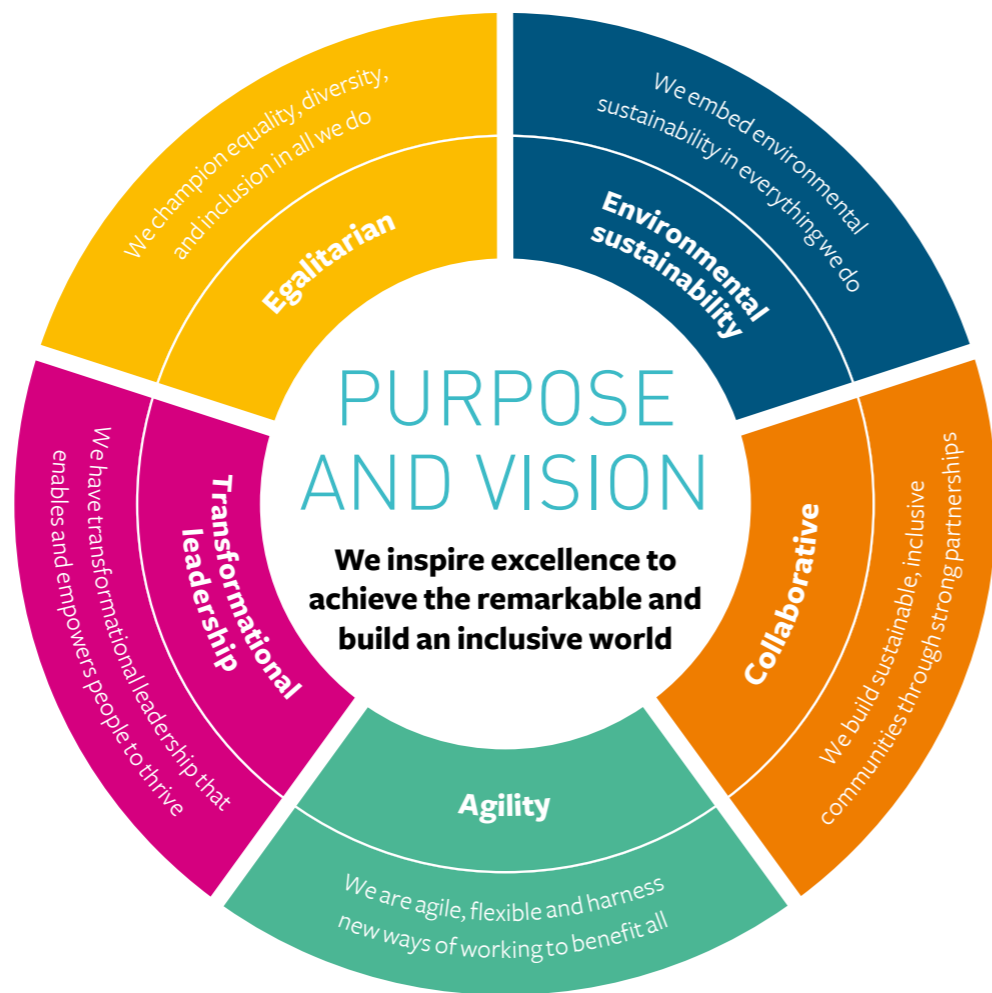 PURPOSE
AND VISION
We inspire excellence to
achieve the remarkable and
build an inclusive world
Environmental
sustainability
We embed environmental
sustainability in everything we do
Collaborative
We build sustainable, inclusive
communities through strong partnerships
Agility
We are agile, flexible and harness
new ways of working to benefit all
Transformational
leadership
We have transformational leadership that
enables and empowers people to thrive
Egalitarian
We champion equality, diversity,
and inclusion in all we do